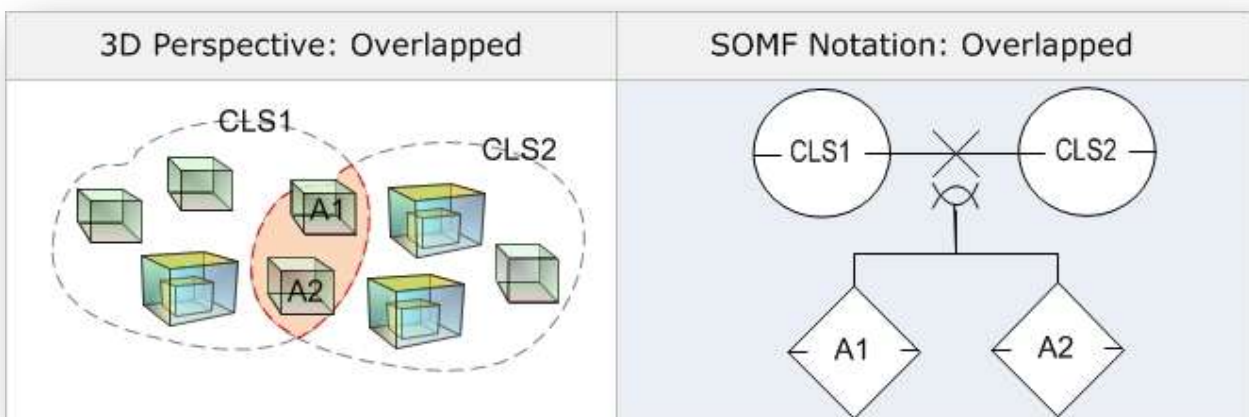 3D Perspective: Overlapped
SOMF Notation: Overlapped
CLS1
CLS2
A1
A2
CLS1
CLS2
A1
A2